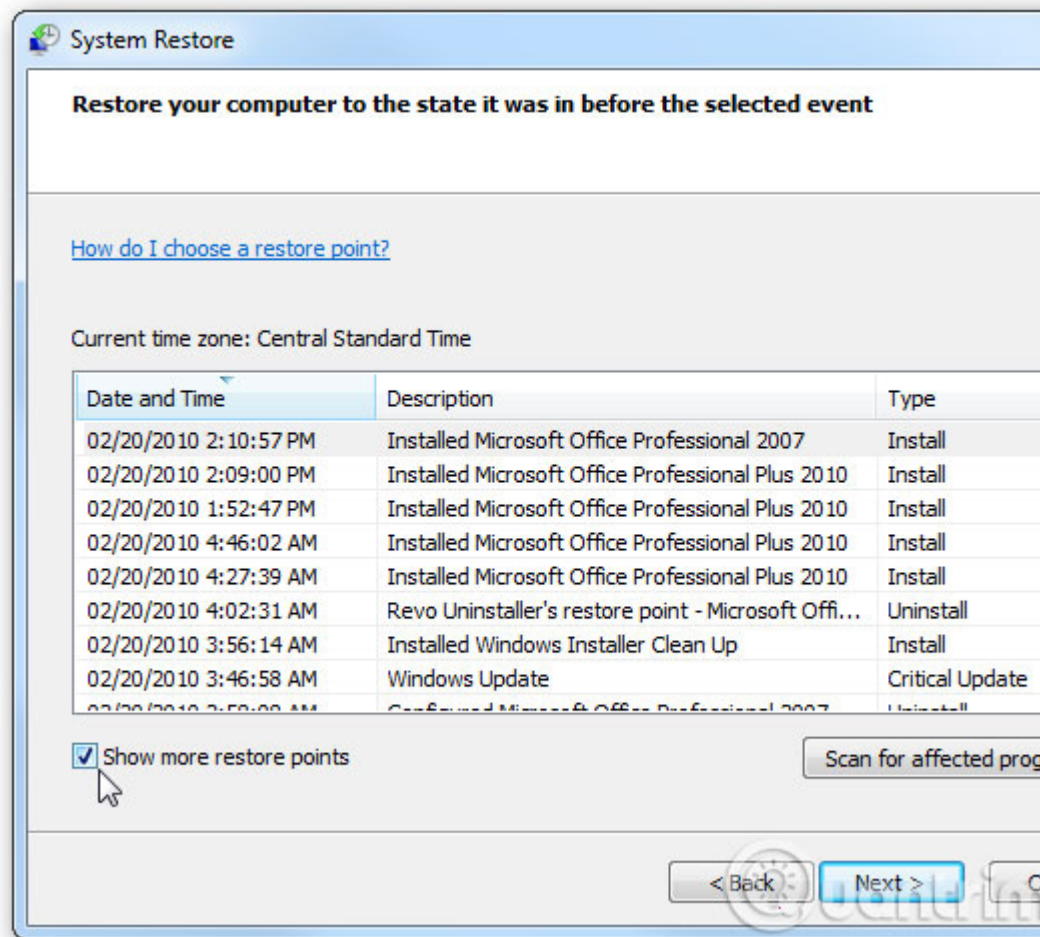 System Restore
Restore your computer to the state it was in before the selected event
How do I choose a restore point?
Current time zone: Central Standard Time
Date and Time Description Type
02/20/2010 2:10:57 PM Installed Microsoft Office Professional 2007 Install
02/20/2010 2:09:00 PM Installed Microsoft Office Professional Plus 2010 Install
02/20/2010 1:52:47 PM Installed Microsoft Office Professional Plus 2010 Install
02/20/2010 4:46:02 AM Installed Microsoft Office Professional Plus 2010 Install
02/20/2010 4:27:39 AM Installed Microsoft Office Professional Plus 2010 Install
02/20/2010 4:02:31 AM Revo Uninstaller's restore point - Microsoft Offi... Uninstall
02/20/2010 3:56:14 AM Installed Windows Installer Clean Up Install
02/20/2010 3:46:58 AM Windows Update Critical Update
Configured Microsoft Office Professional 2007 Uninstall
Show more restore points Scan for affected prog
< Back Next >